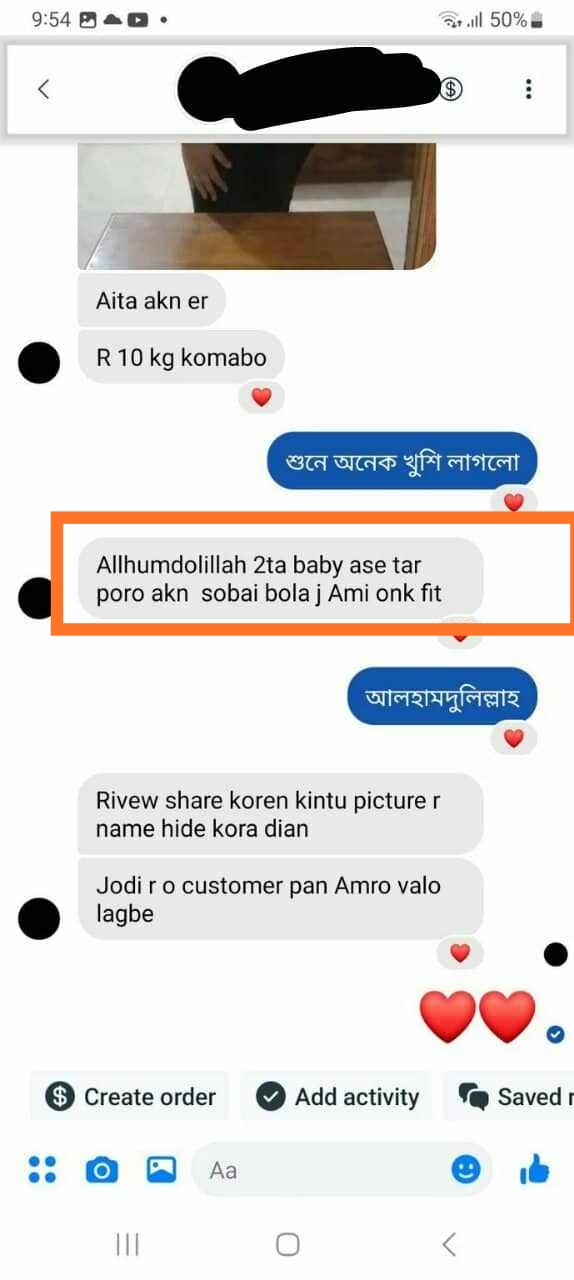 9:54
50%
Aita akn er
R 10 kg komabo
শুনে অনেক খুশি লাগলো
Allhumdolillah 2ta baby ase tar
poro akn sobai bola j Ami onk fit
আলহামদুলিল্লাহ
Rivew share koren kintu picture r
name hide kora dian
Jodi r o customer pan Amro valo
lagbe
$ Create order
Add activity
Saved r
Aa